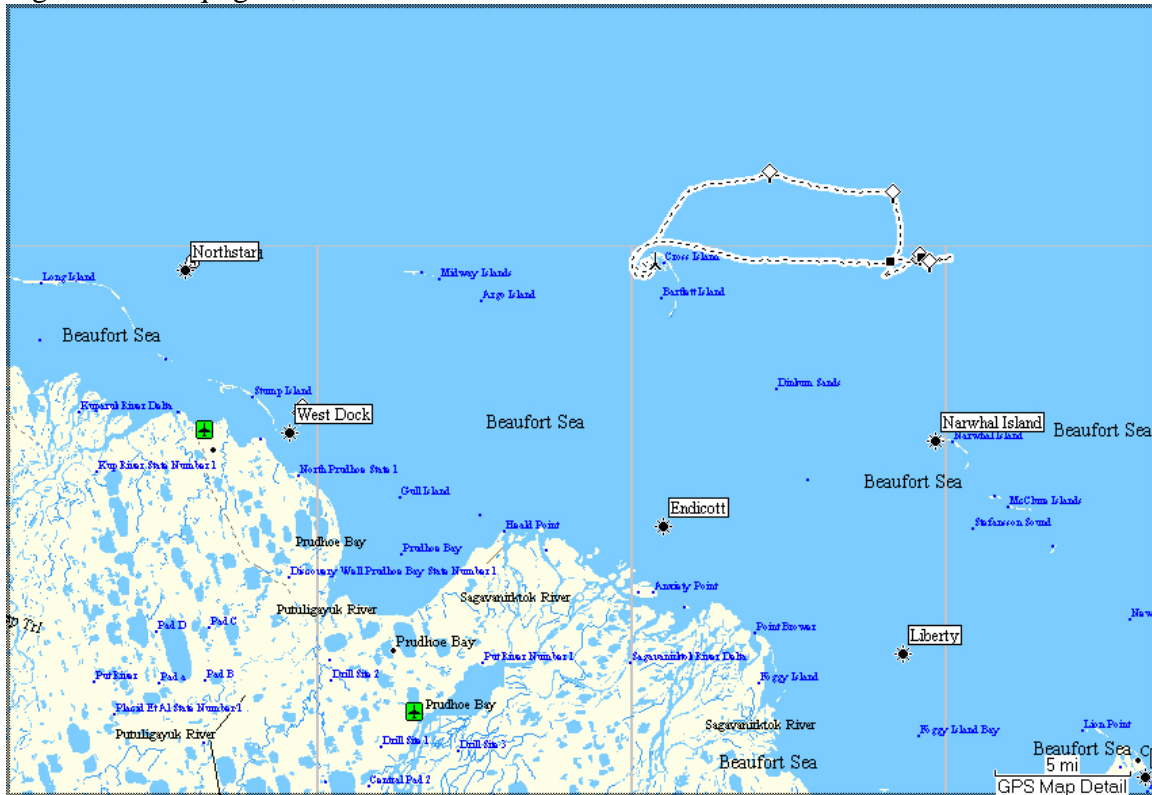 Northstar
Long Island
Midway Islands
Argo Island
Cross Island
Bartlett Island
Beaufort Sea
Stump Island
Dinkum Sands
Kuparuk River Delta
West Dock
Beaufort Sea
Narwhal Island
Beaufort Sea
Narwhal Island
Kup River State Number 1
North Prudhoe State 1
Beaufort Sea
Gull Island
McClure Islands
Endicott
Stefansson Sound
Heald Point
Prudhoe Bay
Prudhoe Bay
Discovery Well Prudhoe Bay State Number 1
Anxiety Point
Sagavanirktok River
Putuligayuk River
Trl
Pad D
Pad C
Point Brower
Liberty
Prudhoe Bay
Put River Number 1
Sagavanirktok River Delta
Put River
Pad A
Pad B
Drill Site 2
Foggy Island
Prudhoe Bay
Placid Et Al State Number 1
Sagavanirktok River
Foggy Island Bay
Lion Point
Putuligayuk River
Drill Site 1
Drill Site 3
Beaufort Sea
Beaufort Sea
5 mi
Central Pad 2
GPS Map Detail